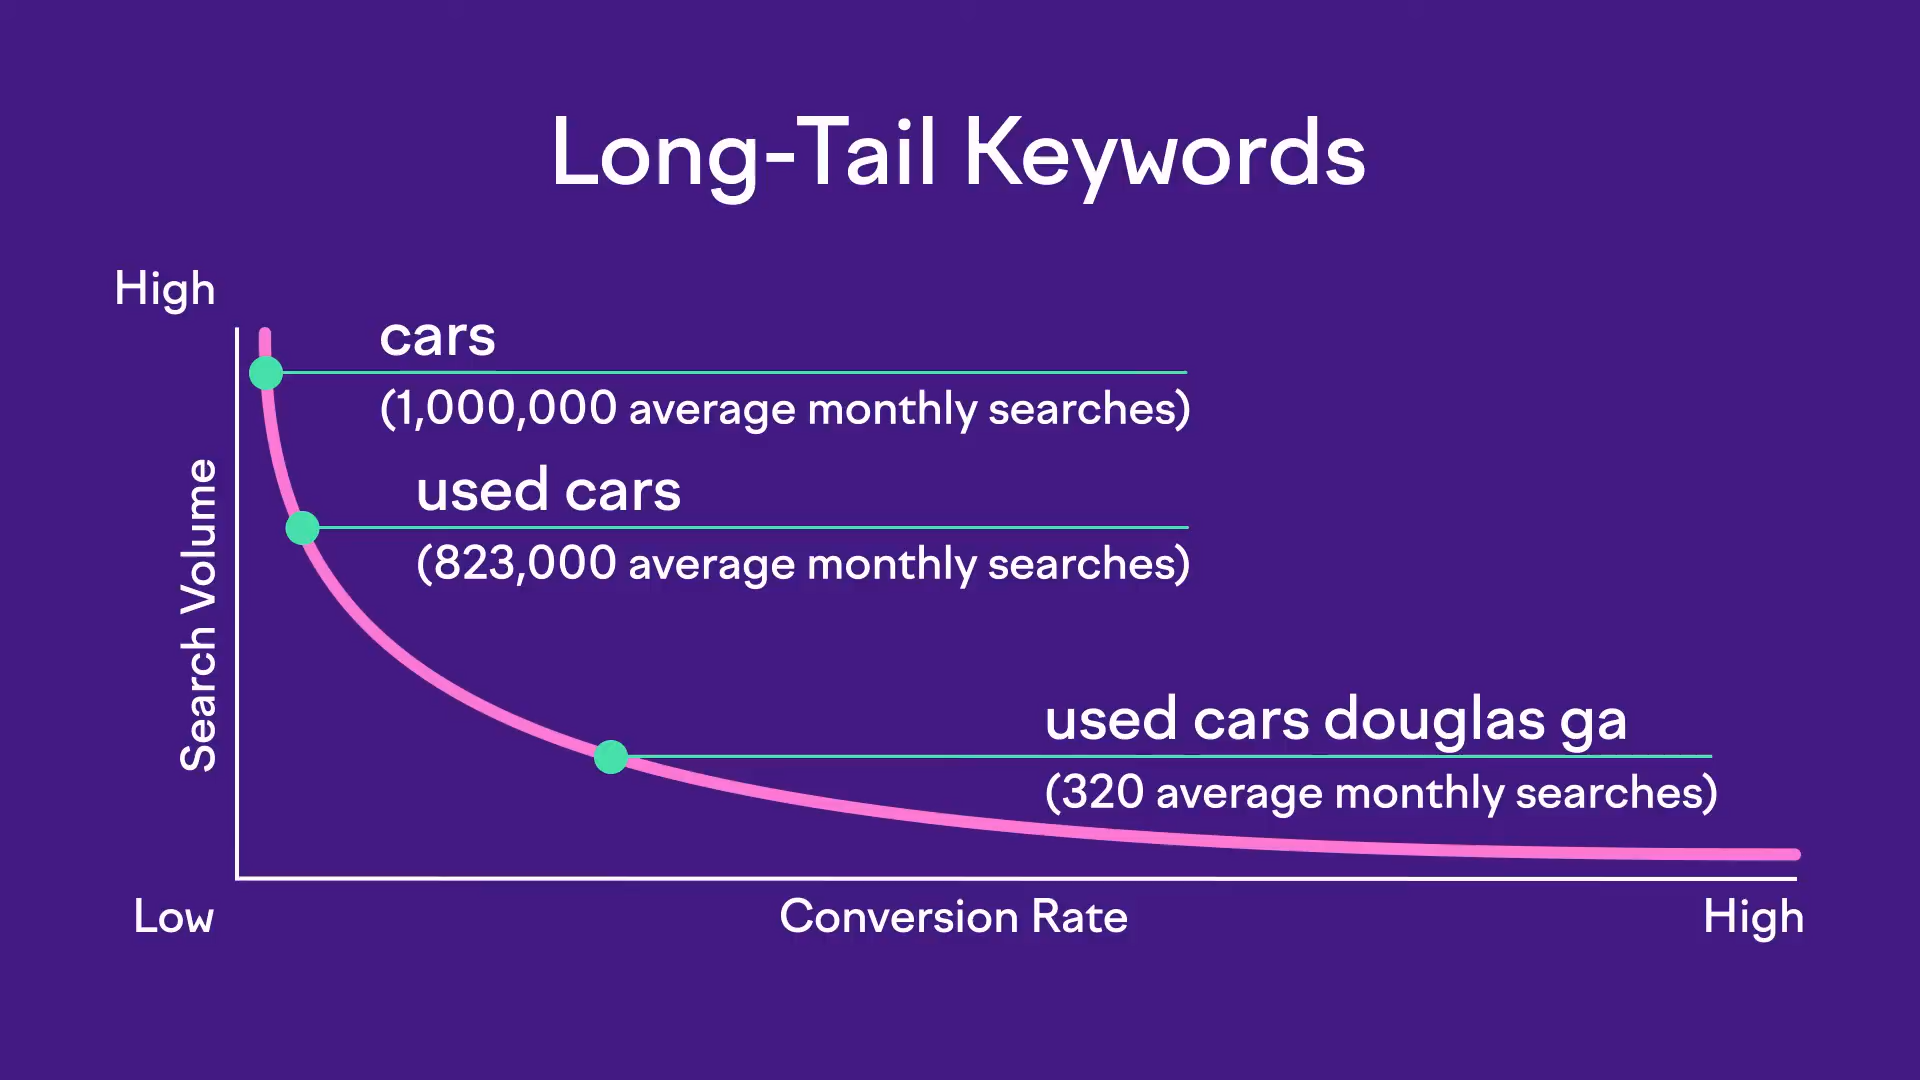 Long-Tail Keywords
High
cars
(1,000,000 average monthly searches)
used cars
(823,000 average monthly searches)
Search Volume
used cars douglas ga
(320 average monthly searches)
Low
Conversion Rate
High